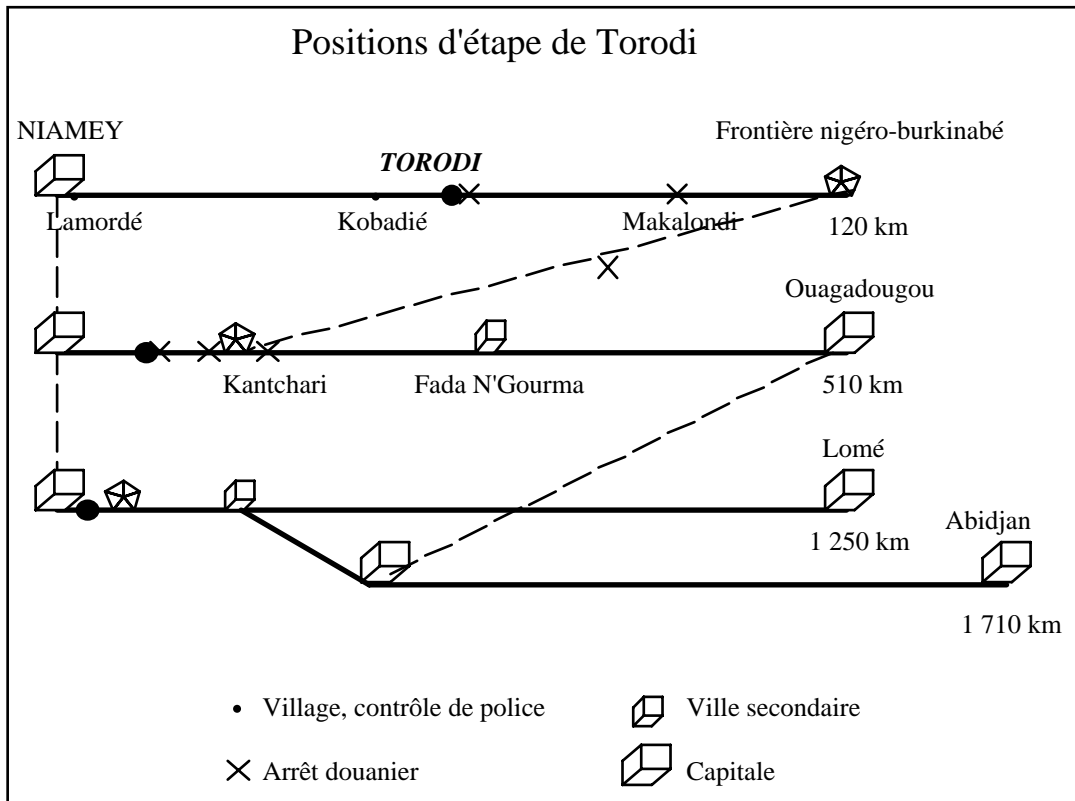 Positions d'étape de Torodi
NIAMEY
Frontière nigéro-burkinabé
TORODI
Lamordé
Kobadié
Makalondi
120 km
Ouagadougou
Kantchari
Fada N'Gourma
510 km
Lomé
1 250 km
Abidjan
1 710 km
Village, contrôle de police
Ville secondaire
Arrêt douanier
Capitale